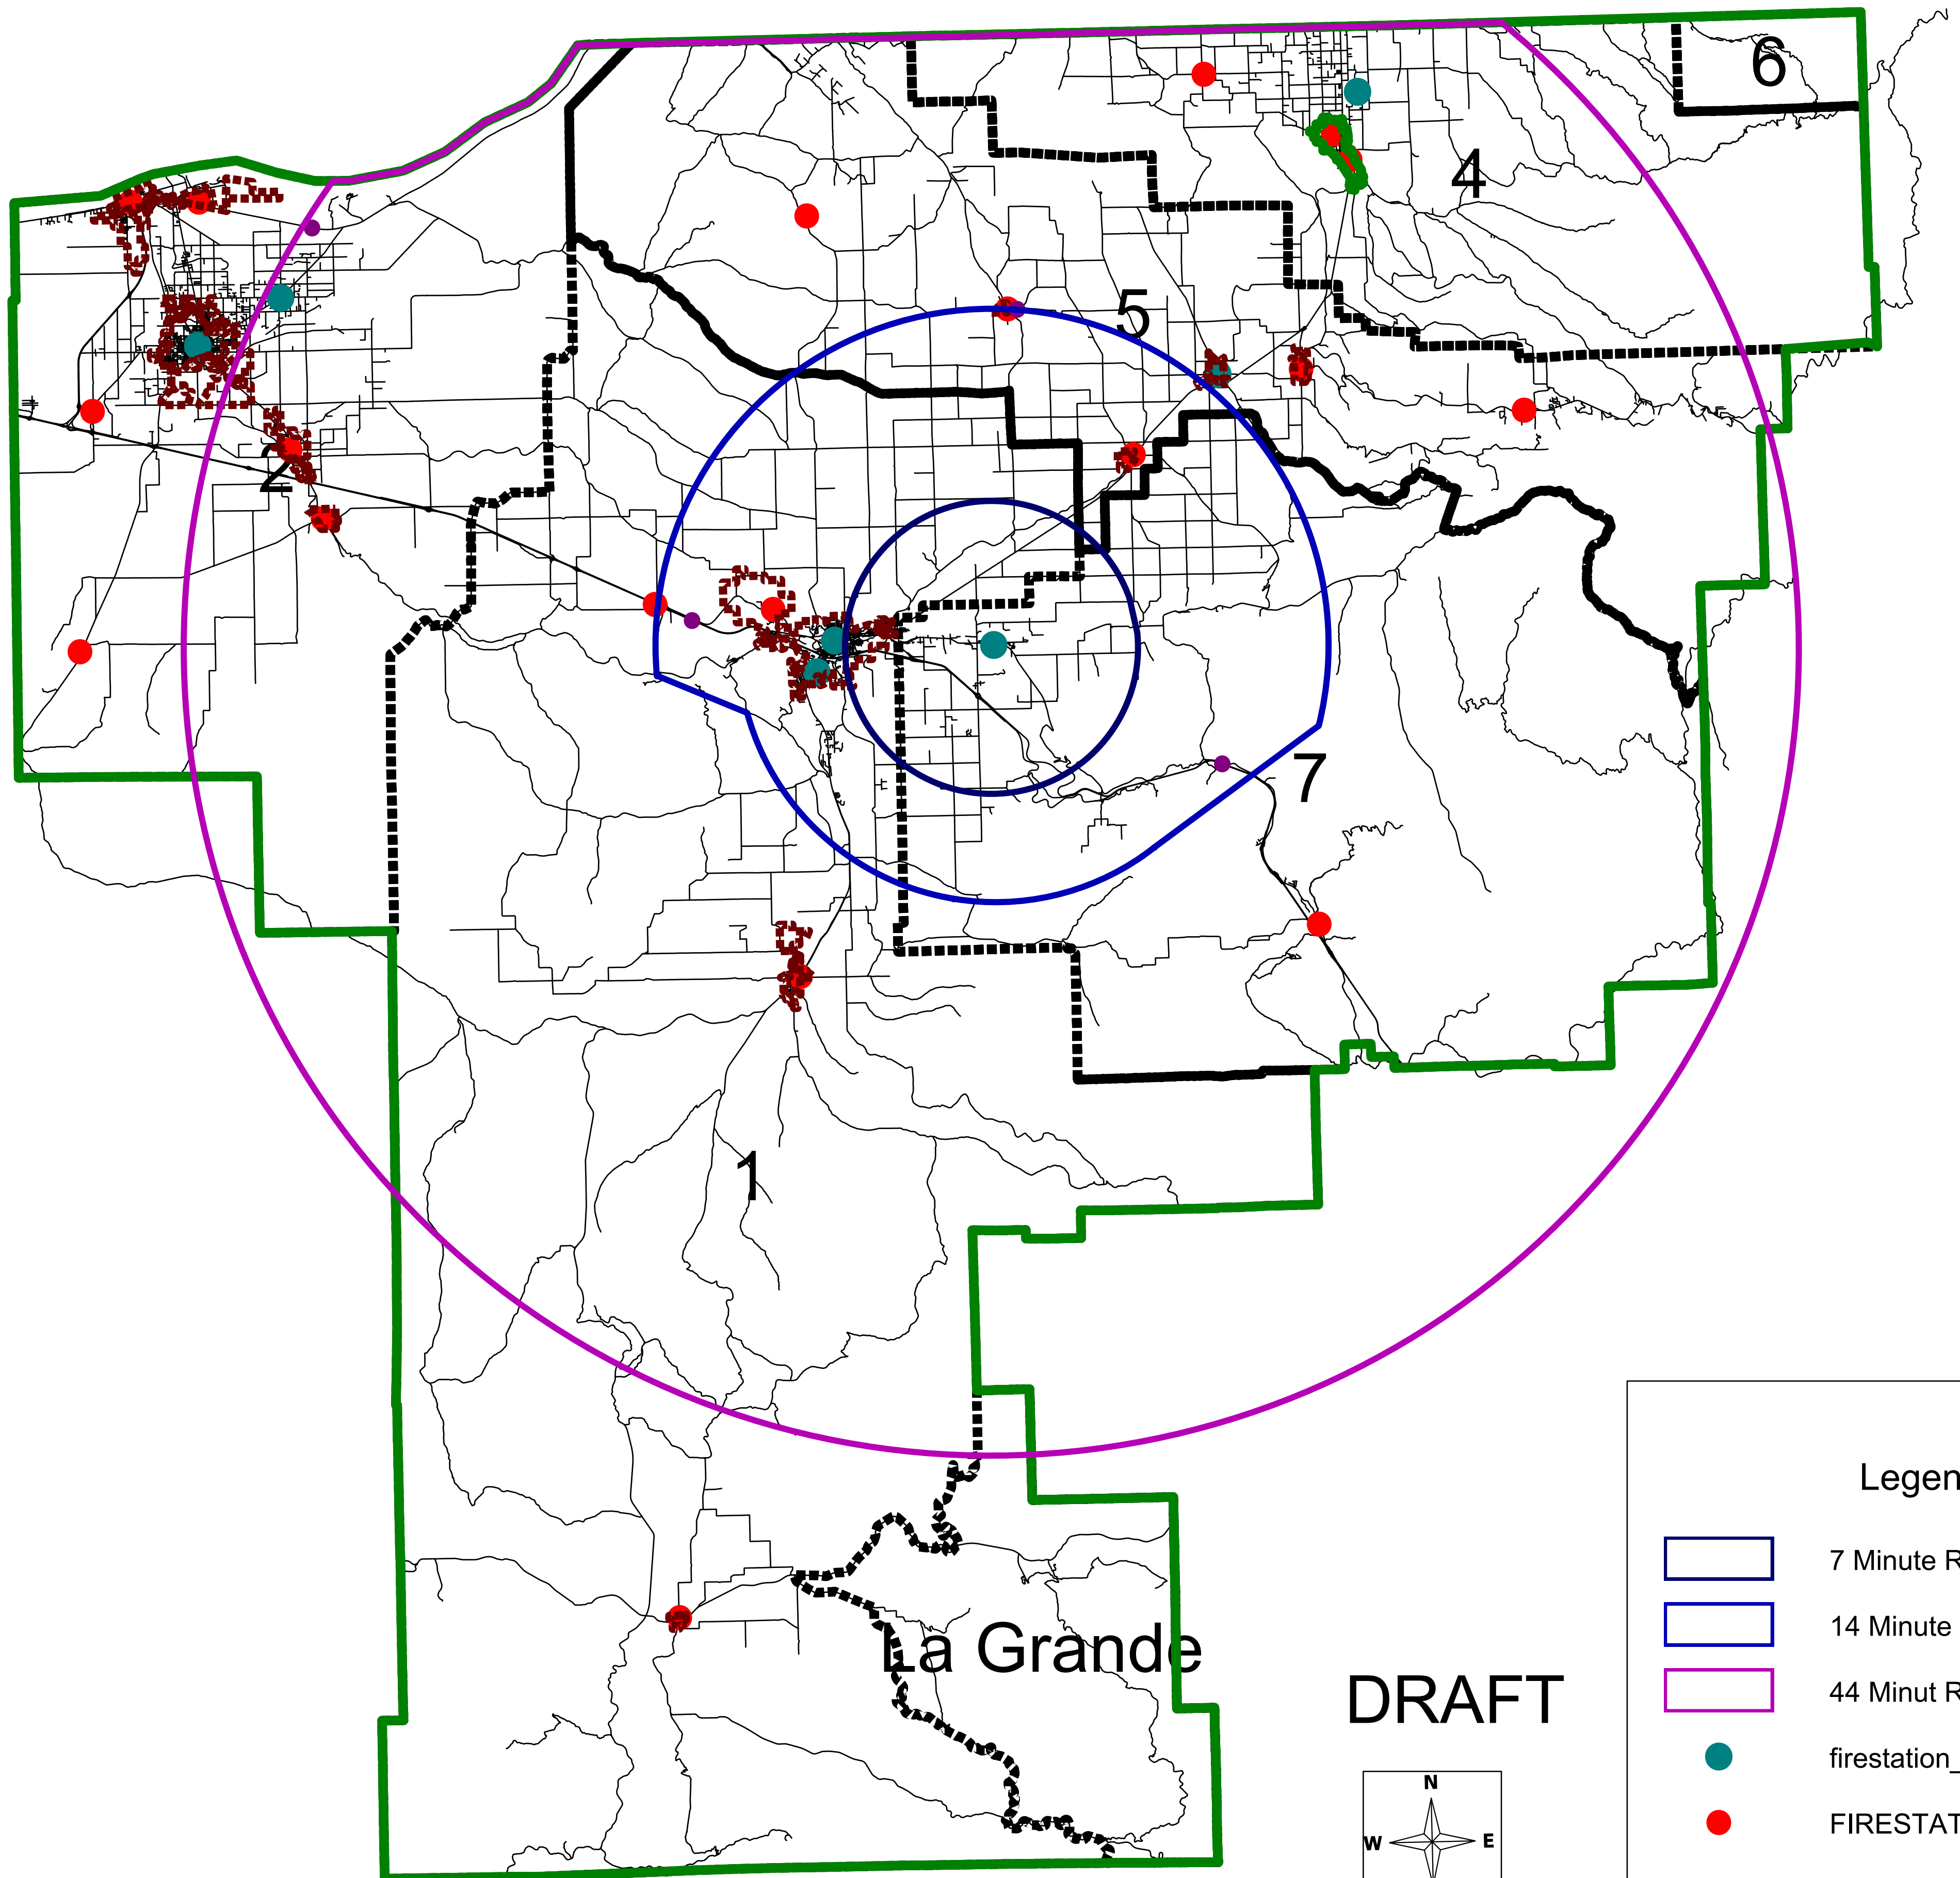 6
4
5
2
7
1
Legen
7 Minute R
14 Minute
44 Minut R
firestation_
FIRESTAT
La Grande
DRAFT
N
W E